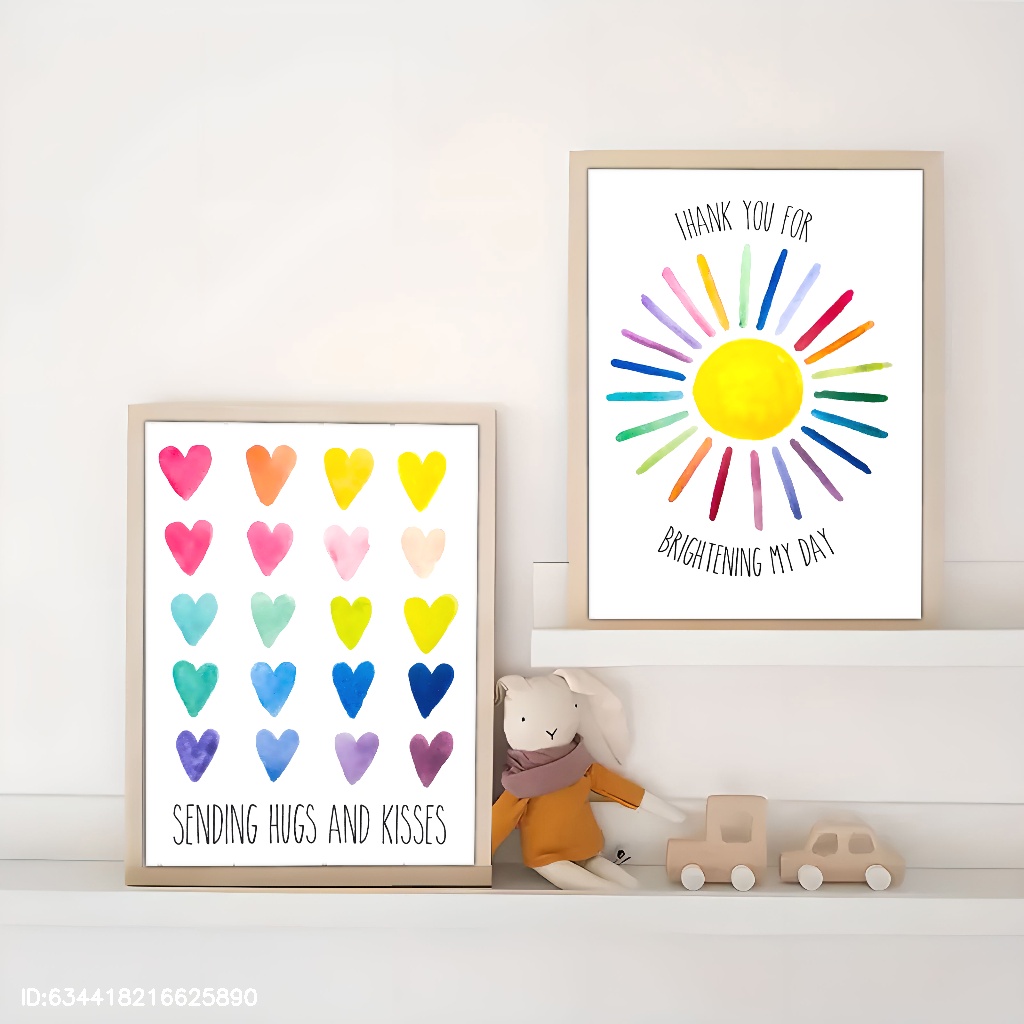 THANK YOU FOR
BRIGHTENING MY DAY
SENDING HUGS AND KISSES
ID:634418216625890